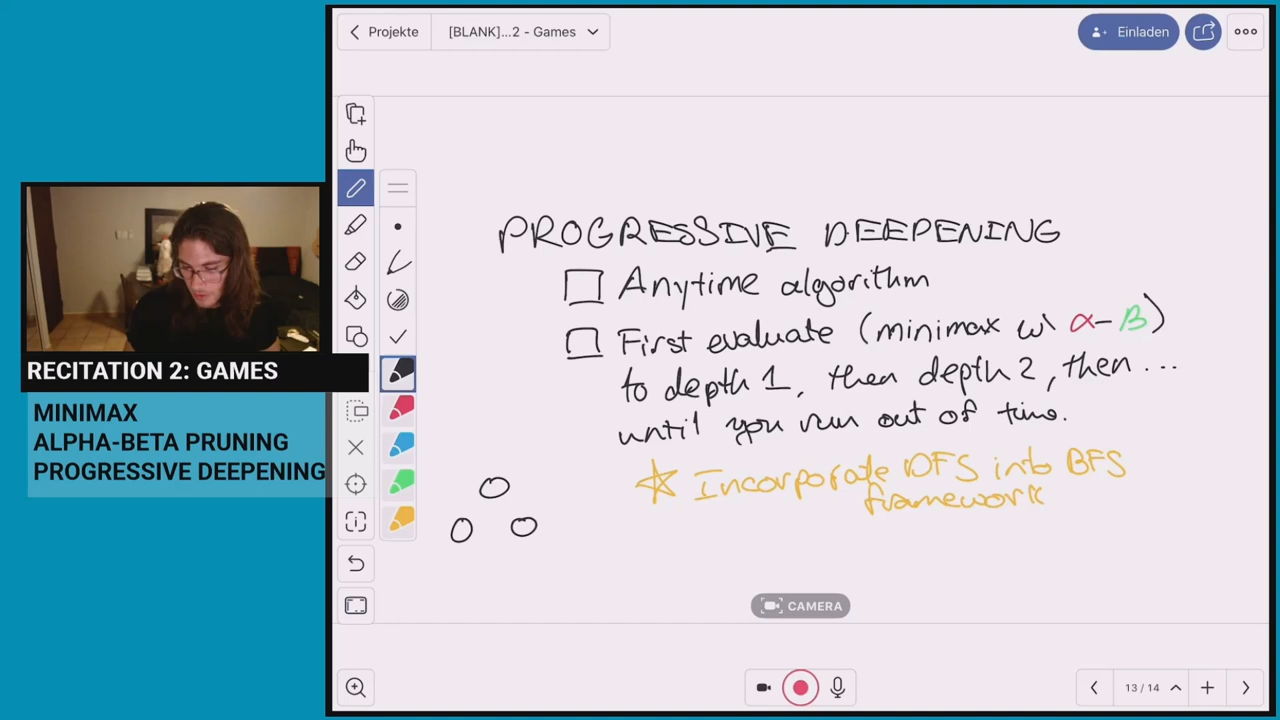 Projekte
[BLANK]...2 - Games
Einladen
PROGRESSIVE DEEPENING
Anytime algorithm
First evaluate (minimax w\ α-β)
to depth 1, then depth 2, then ...
until you run out of time.
Incorporate DFS into BFS
framework
RECITATION 2: GAMES
MINIMAX
ALPHA-BETA PRUNING
PROGRESSIVE DEEPENING
CAMERA
13 / 14